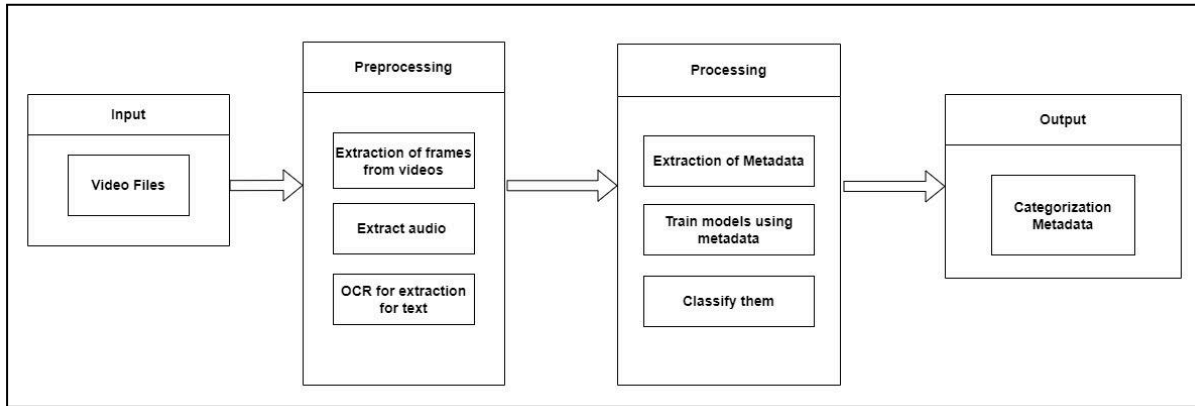 Input
Video Files
Preprocessing
Extraction of frames
from videos
Extract audio
OCR for extraction
for text
Processing
Extraction of Metadata
Train models using
metadata
Classify them
Output
Categorization
Metadata